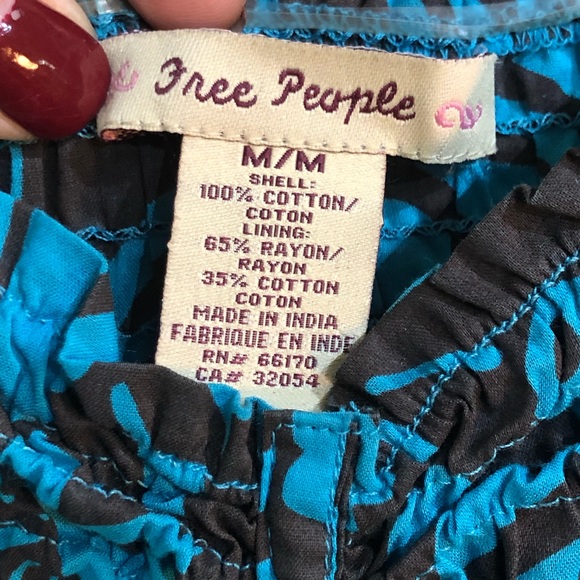 Free People
M/M
SHELL:
100% COTTON/
COTON
LINING:
65% RAYON/
RAYON
35% COTTON
COTON
MADE IN INDIA
FABRIQUE EN INDE
RN# 66170
CA# 32054